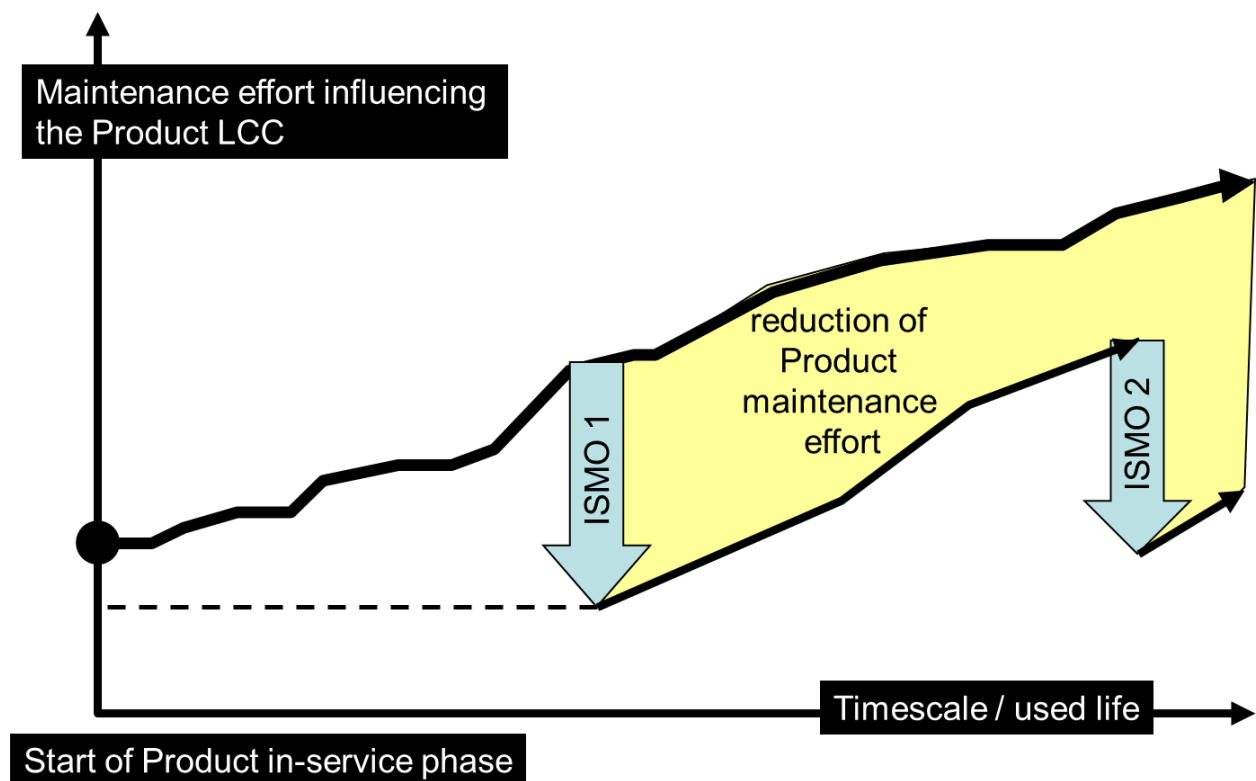 Maintenance effort influencing
the Product LCC
reduction of
Product
maintenance
effort
ISMO 1
ISMO 2
Timescale / used life
Start of Product in-service phase